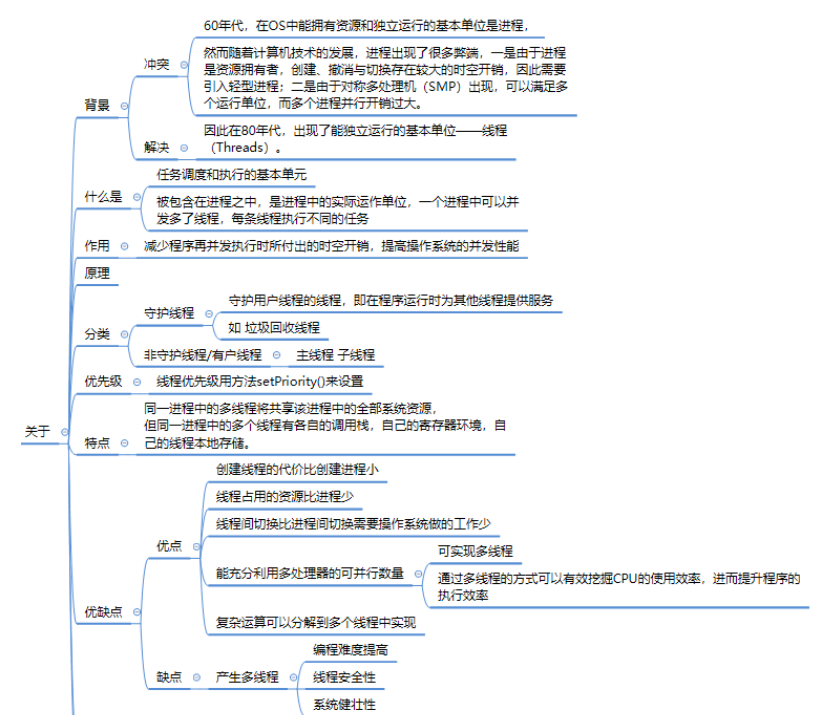 60年代，在OS中能拥有资源和独立运行的基本单位是进程，
冲突
然而随着计算机技术的发展，进程出现了很多弊端，一是由于进程
是资源拥有者，创建、撤消与切换存在较大的时空开销，因此需要
引入轻型进程；二是由于对称多处理机（SMP）出现，可以满足多
个运行单位，而多个进程并行开销过大。
背景
因此在80年代，出现了能独立运行的基本单位——线程
（Threads）。
解决
任务调度和执行的基本单元
什么是
被包含在进程之中，是进程中的实际运作单位，一个进程中可以并
发多了线程，每条线程执行不同的任务
作用
减少程序再并发执行时所付出的时空开销，提高操作系统的并发性能
原理
守护线程
守护用户线程的线程，即在程序运行时为其他线程提供服务
如 垃圾回收线程
分类
非守护线程/有户线程
主线程 子线程
优先级
线程优先级用方法setPriority()来设置
关于
特点
同一进程中的多线程将共享该进程中的全部系统资源，
但同一进程中的多个线程有各自的调用栈，自己的寄存器环境，自
己的线程本地存储。
创建线程的代价比创建进程小
线程占用的资源比进程少
线程间切换比进程间切换需要操作系统做的工作少
优点
能充分利用多处理器的可并行数量
可实现多线程
通过多线程的方式可以有效挖掘CPU的使用效率，进而提升程序的
执行效率
优缺点
复杂运算可以分解到多个线程中实现
缺点
产生多线程
编程难度提高
线程安全性
系统健壮性